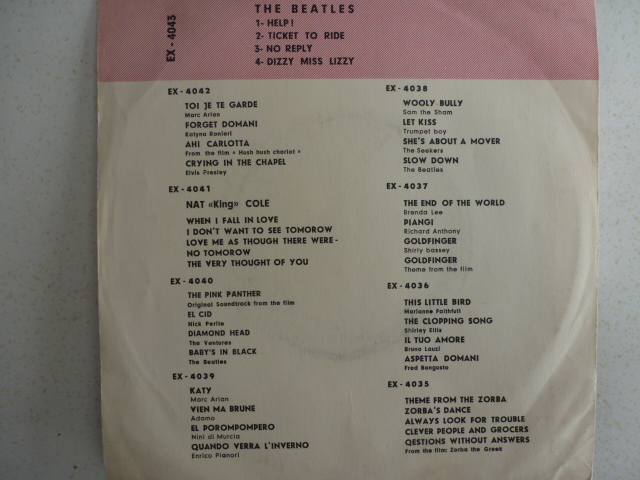 EX - 4043
THE BEATLES
1- HELP!
2- TICKET TO RIDE
3- NO REPLY
4- DIZZY MISS LIZZY
EX - 4042
TOI JE TE GARDE
Marc Arian
FORGET DOMANI
Katyna Ranieri
AHI CARLOTTA
From the film « Hush hush charlot »
CRYING IN THE CHAPEL
Elvis Presley
EX - 4041
NAT «King» COLE
WHEN I FALL IN LOVE
I DON'T WANT TO SEE TOMOROW
LOVE ME AS THOUGH THERE WERE -
NO TOMOROW
THE VERY THOUGHT OF YOU
EX - 4040
THE PINK PANTHER
Original Soundtrack from the film
EL CID
Nick Perito
DIAMOND HEAD
The Ventures
BABY'S IN BLACK
The Beatles
EX - 4039
KATY
Marc Arian
VIEN MA BRUNE
Adamo
EL POROMPOMPERO
Nini di Murcia
QUANDO VERRA L'INVERNO
Enrico Pianori
EX - 4038
WOOLY BULLY
Sam the Sham
LET KISS
Trumpet boy
SHE'S ABOUT A MOVER
The Seekers
SLOW DOWN
The Beatles
EX - 4037
THE END OF THE WORLD
Brenda Lee
PIANGI
Richard Anthony
GOLDFINGER
Shirly bassey
GOLDFINGER
Theme from the film
EX - 4036
THIS LITTLE BIRD
Marianne Faithfull
THE CLOPPING SONG
Shirley Ellis
IL TUO AMORE
Bruno Lauzi
ASPETTA DOMANI
Fred Bongusto
EX - 4035
THEME FROM THE ZORBA
ZORBA'S DANCE
ALWAYS LOOK FOR TROUBLE
CLEVER PEOPLE AND GROCERS
QESTIONS WITHOUT ANSWERS
From the film: Zorba the Greek